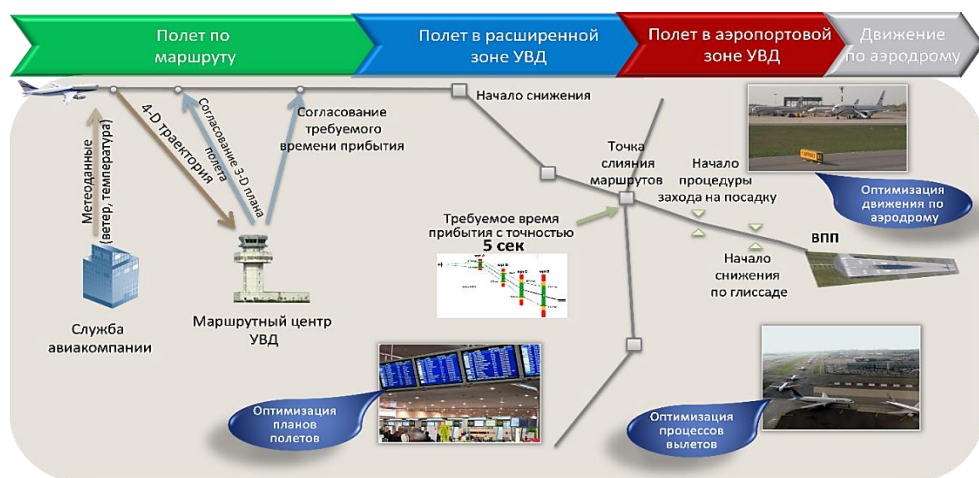 Полет по
маршруту
Полет в расширенной
зоне УВД
Полет в аэропортовой
зоне УВД
Движение
по аэродрому
Метеоданные
(ветер, температура)
4-D траектория
Согласование 3-D плана
полета
Согласование
требуемого
времени прибытия
Начало снижения
Точка
слияния
маршрутов
Начало
процедуры
захода на посадку
Оптимизация
движения по
аэродрому
Требуемое время
прибытия с точностью
5 сек
ВПП
Начало
снижения
по глиссаде
Служба
авиакомпании
Маршрутный центр
УВД
Оптимизация
планов
полетов
Оптимизация
процессов
вылетов